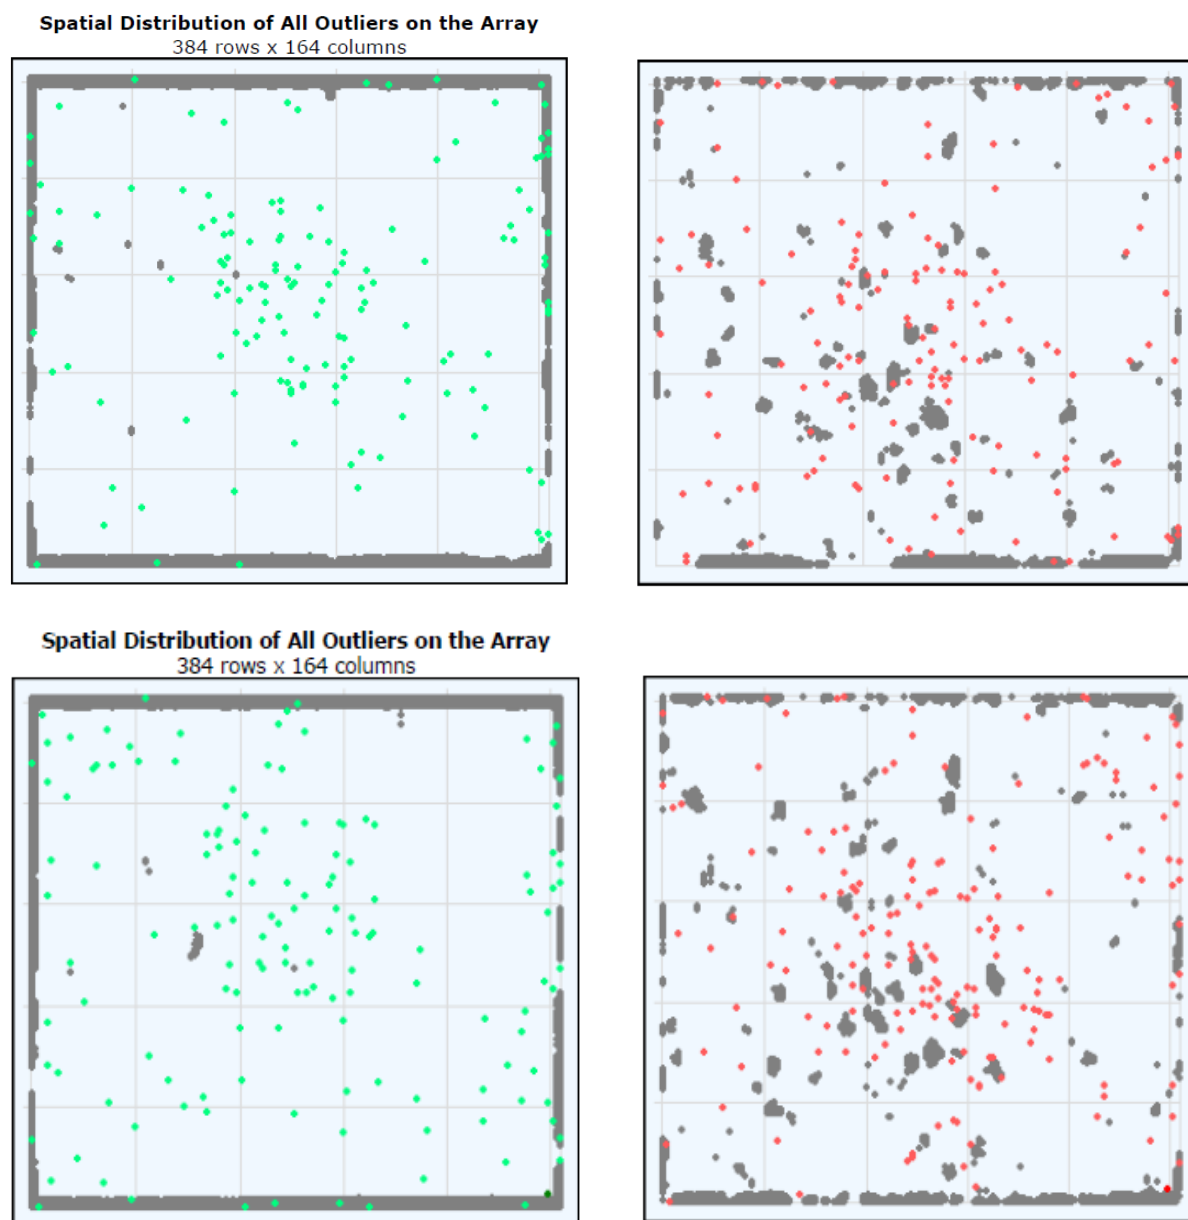 Spatial Distribution of All Outliers on the Array
384 rows x 164 columns
Spatial Distribution of All Outliers on the Array
384 rows x 164 columns